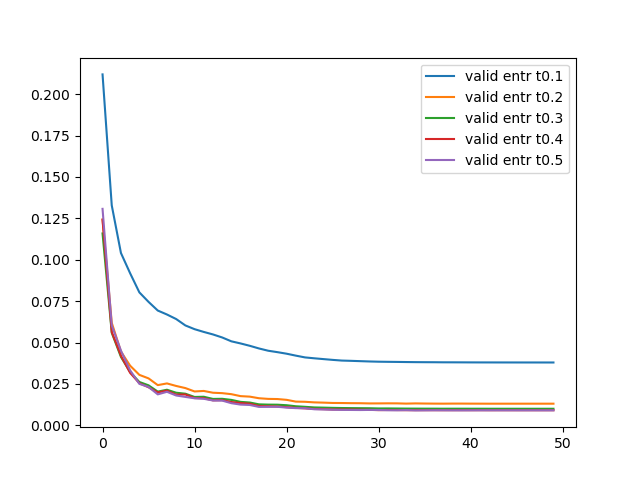 valid entr t0.1
valid entr t0.2
valid entr t0.3
valid entr t0.4
valid entr t0.5
0.200
0.175
0.150
0.125
0.100
0.075
0.050
0.025
0.000
0 10 20 30 40 50